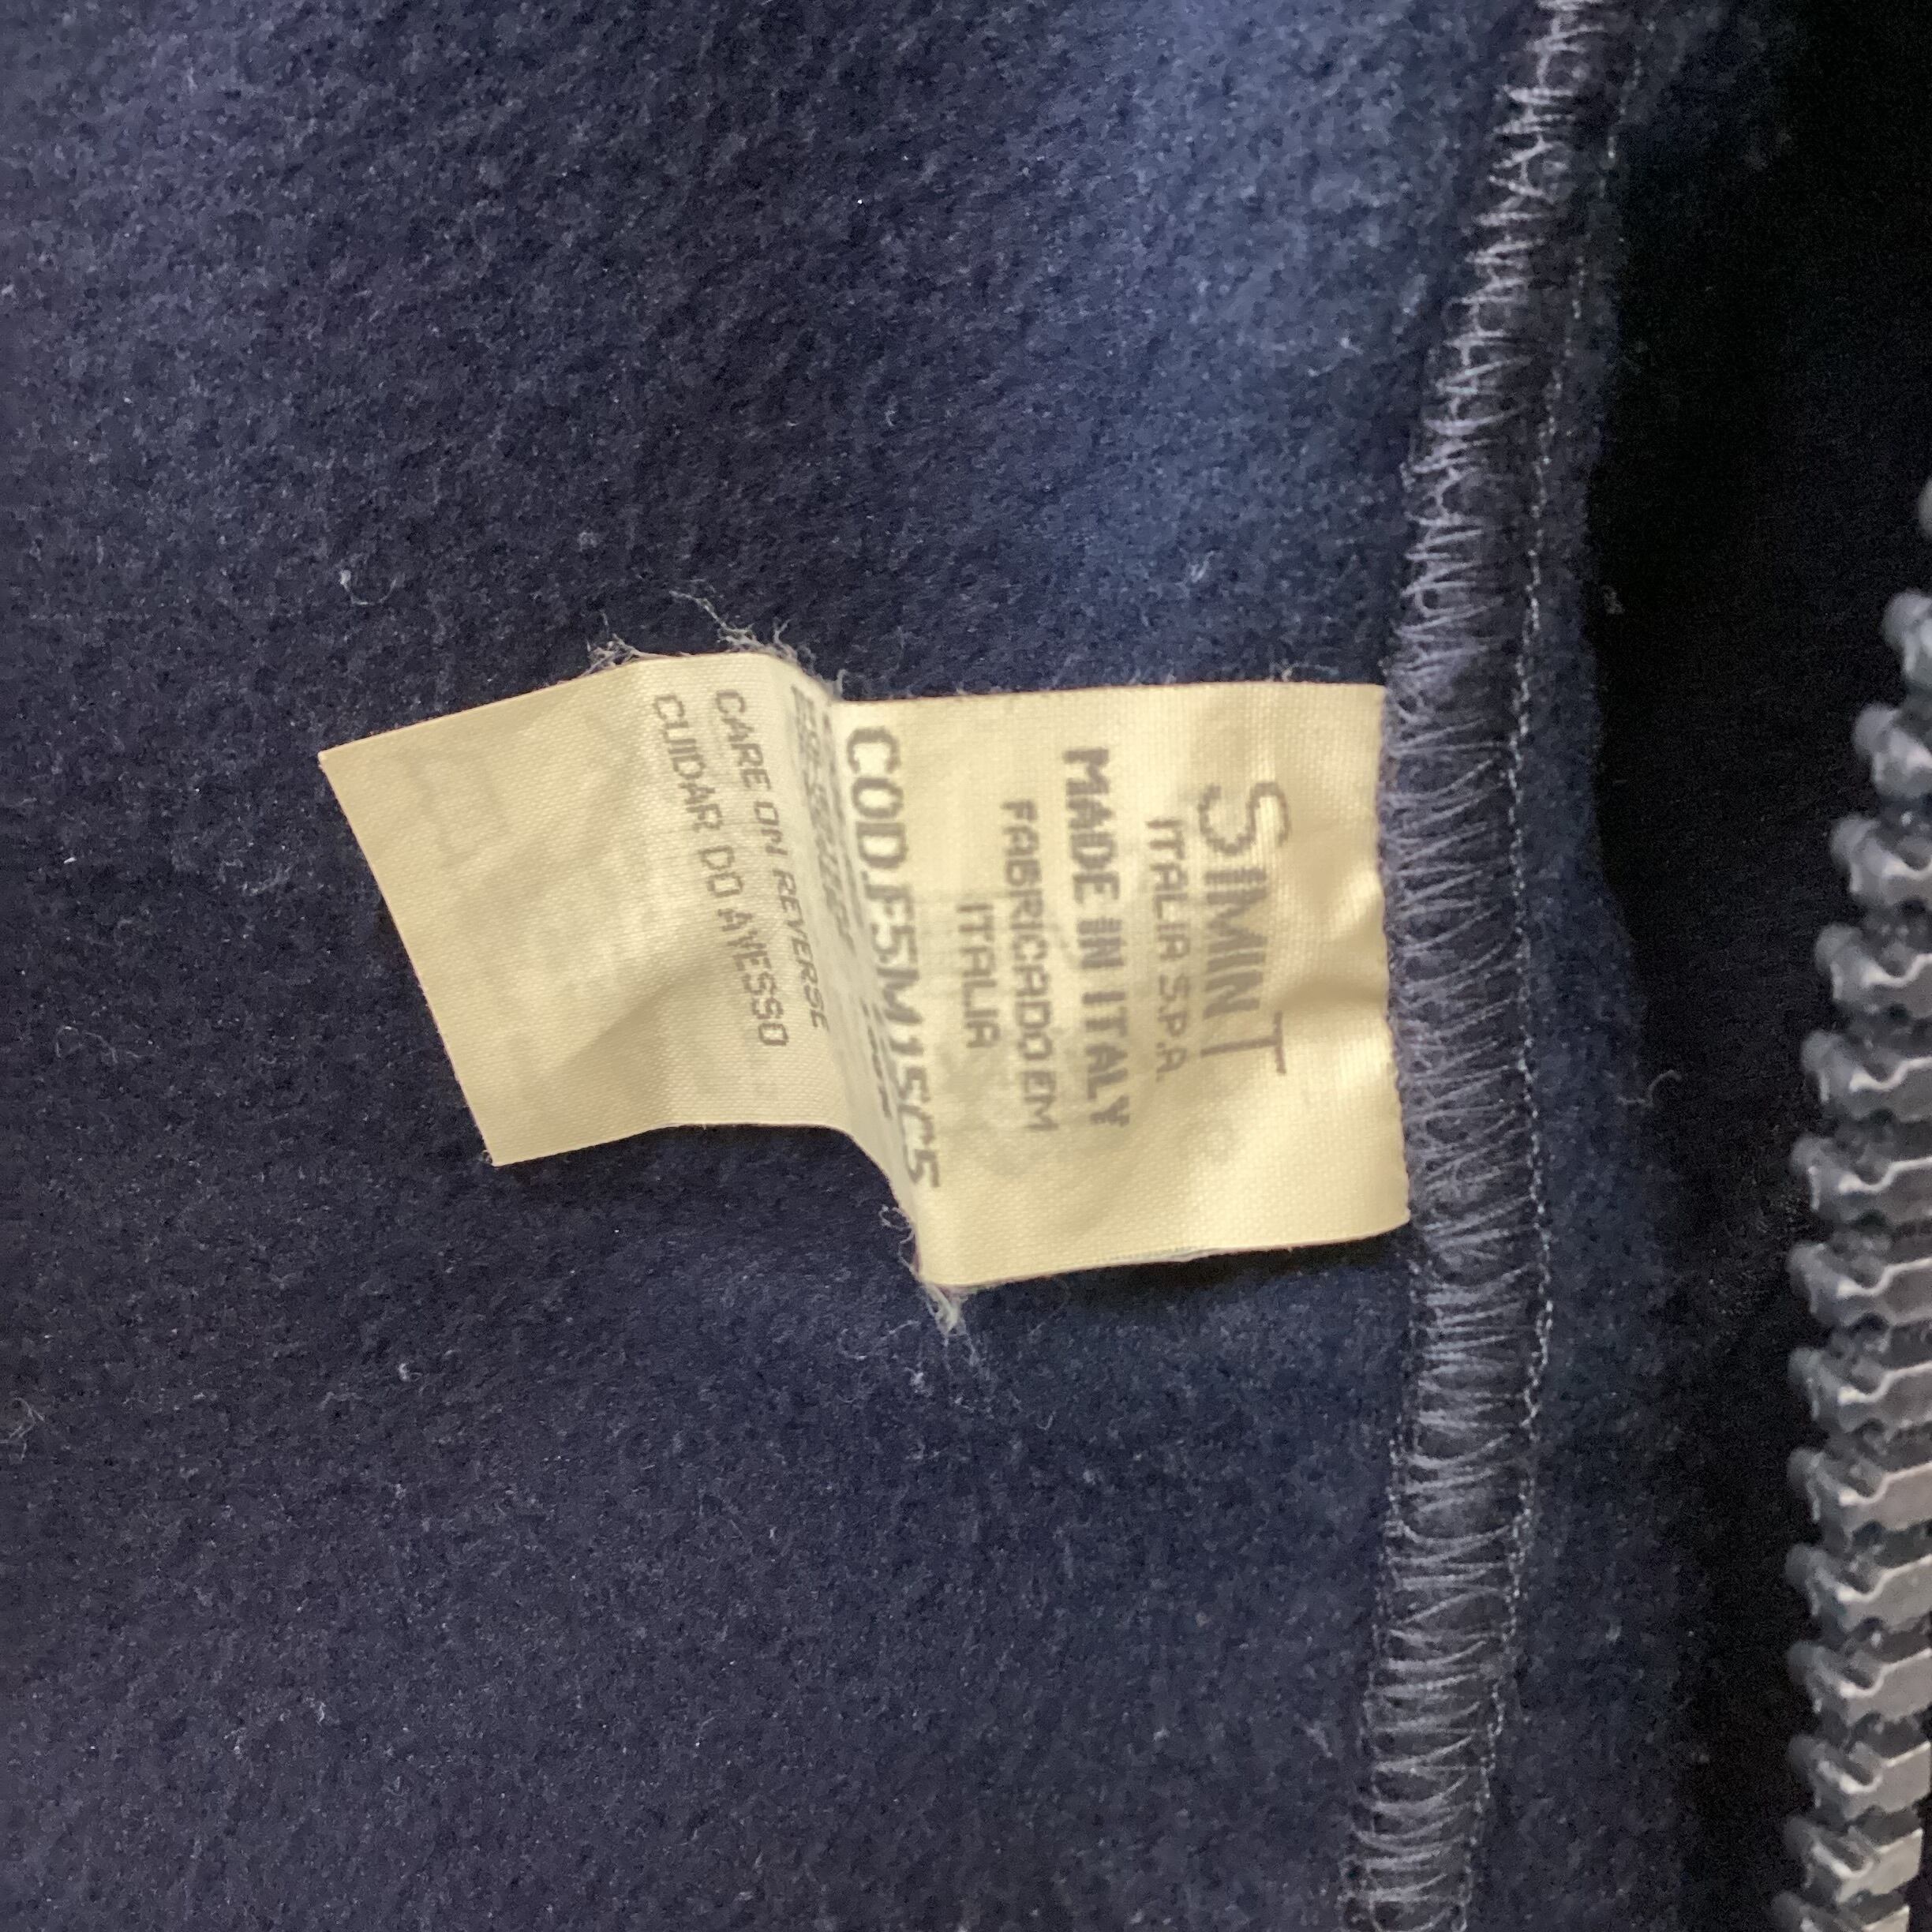 SIMINT
ITALIA S.P.A.
MADE IN ITALY
FABRICADO EM
ITALIA
COD.F5M15C5
CARE ON REVERSE
CUIDAR DO AVESSO